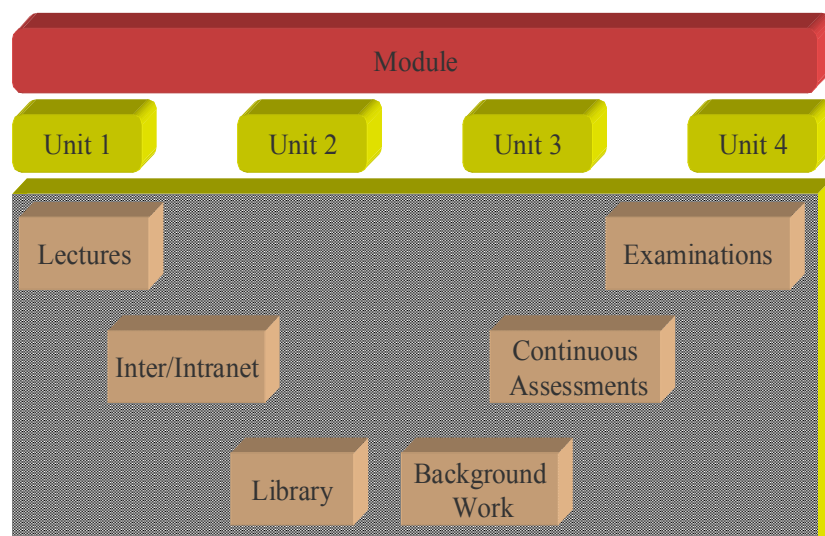 Module
Unit 1
Unit 2
Unit 3
Unit 4
Lectures
Examinations
Inter/Intranet
Continuous
Assessments
Library
Background
Work